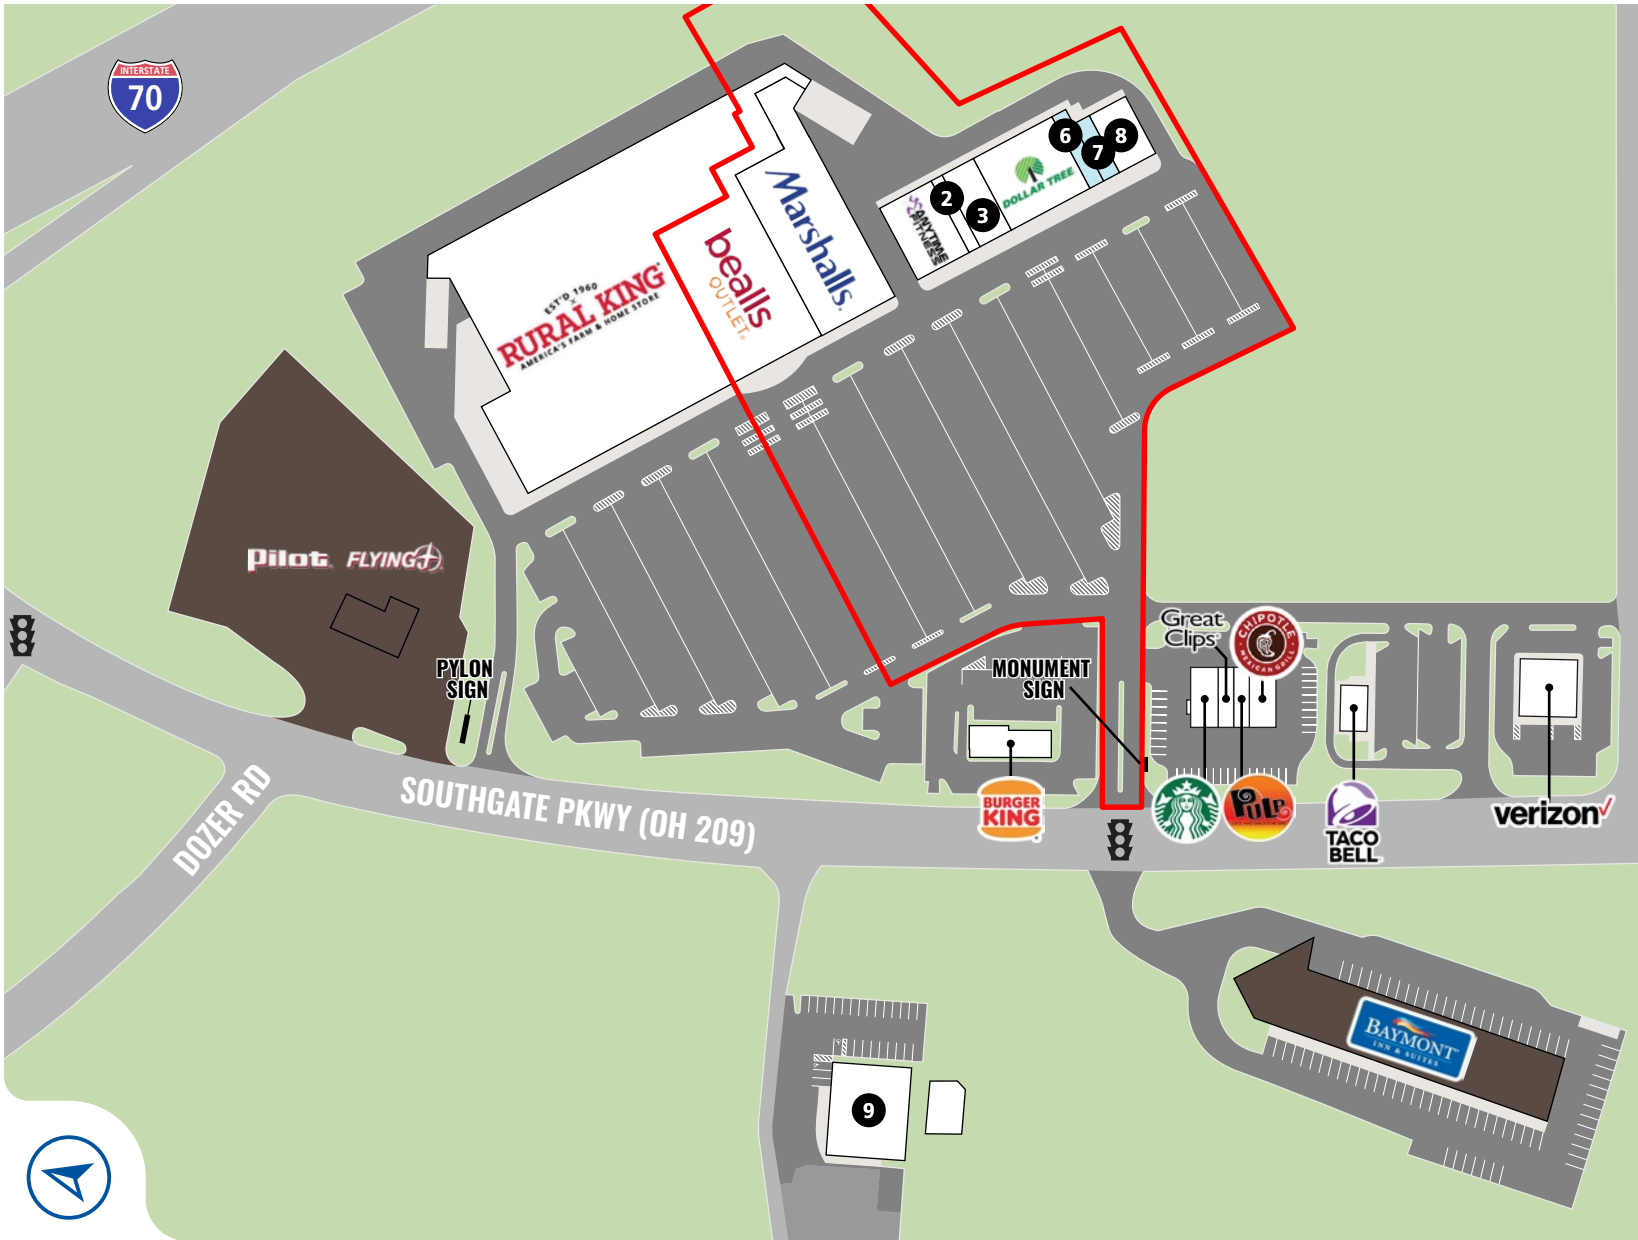 INTERSTATE
70
EST'D 1960
RURAL KING
AMERICA'S FARM & HOME STORE
bealls
OUTLET
Marshalls
ANYTIME
FITNESS
2
3
DOLLAR TREE
6
7
8
Pilot FLYING J
PYLON
SIGN
MONUMENT
SIGN
Great
Clips
CHIPOTLE
MEXICAN GRILL
BURGER
KING
PULP
TACO
BELL
verizon
SOUTHGATE PKWY (OH 209)
DOZER RD
BAYMONT
INN & SUITES
9